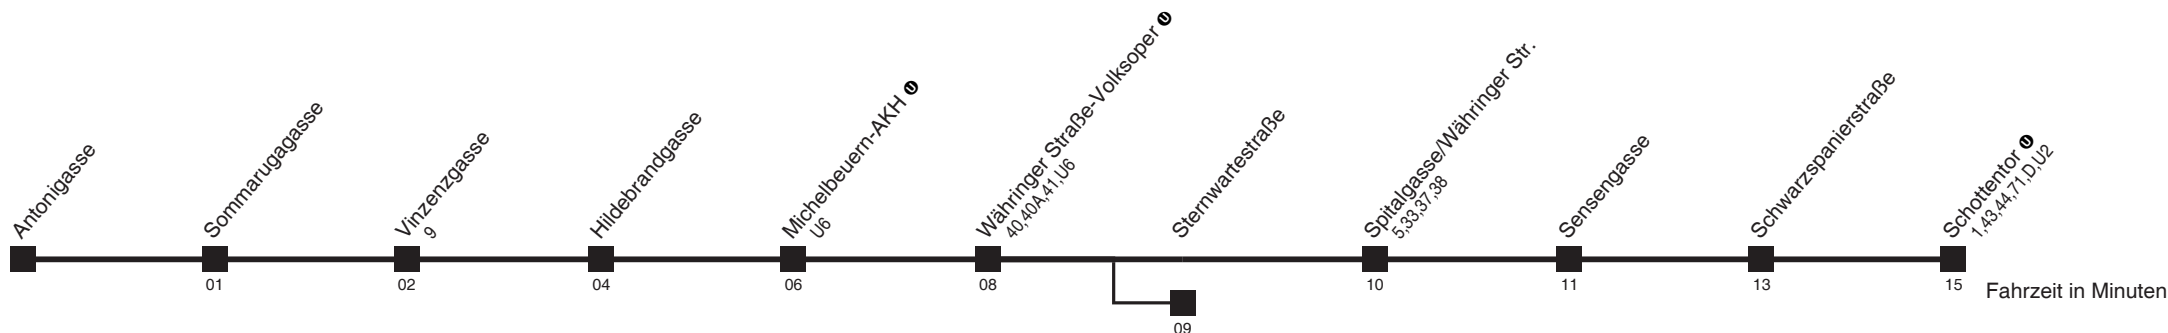 Antonigasse
Sommarugagasse
Vinzenzgasse
9
Hildebrandgasse
Michelbeuern-AKH U
U6
Währinger Straße-Volksoper U
40,40A,41,U6
Sternwartestraße
Spitalgasse/Währinger Str.
5,33,37,38
Sensengasse
Schwarzspanierstraße
Schottentor U
1,43,44,71,D,U2
01
02
04
06
08
09
10
11
13
15
Fahrzeit in Minuten